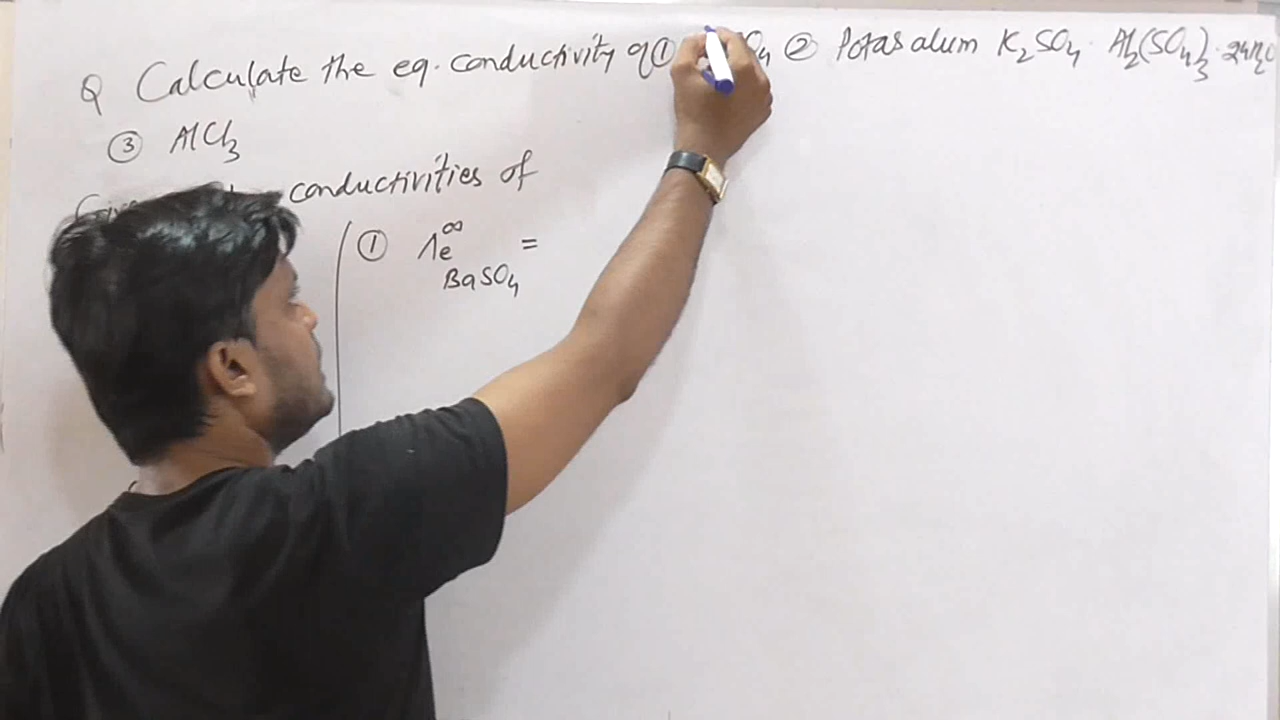 Q Calculate the eq. conductivity of ① O4 ② Potas alum K2SO4 · Al2(SO4)3 · 24H2O
③ AlCl3
conductivities of
① Λe∞ =
BaSO4